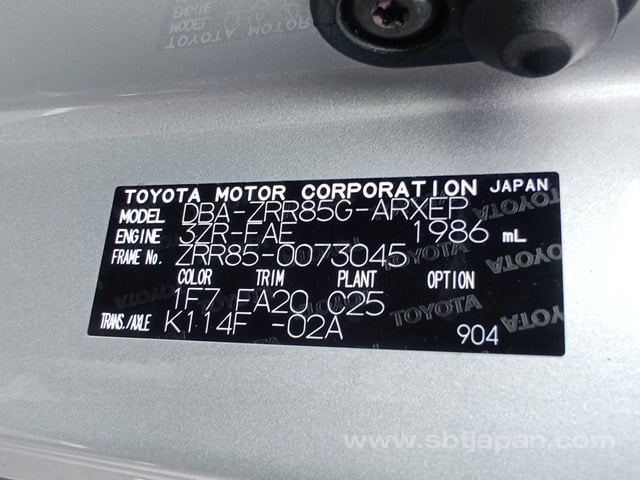 TOYOTA MOTOR CORPORATION JAPAN
MODEL DBA-ZRR85G-ARXEP
ENGINE 3ZR-FAE 1986 mL
FRAME No. ZRR85-0073045
COLOR TRIM PLANT OPTION
1F7 FA20 C25
TRANS./AXLE K114F -02A
904
TOYOTA TOYOTA
www.sbtjapan.com